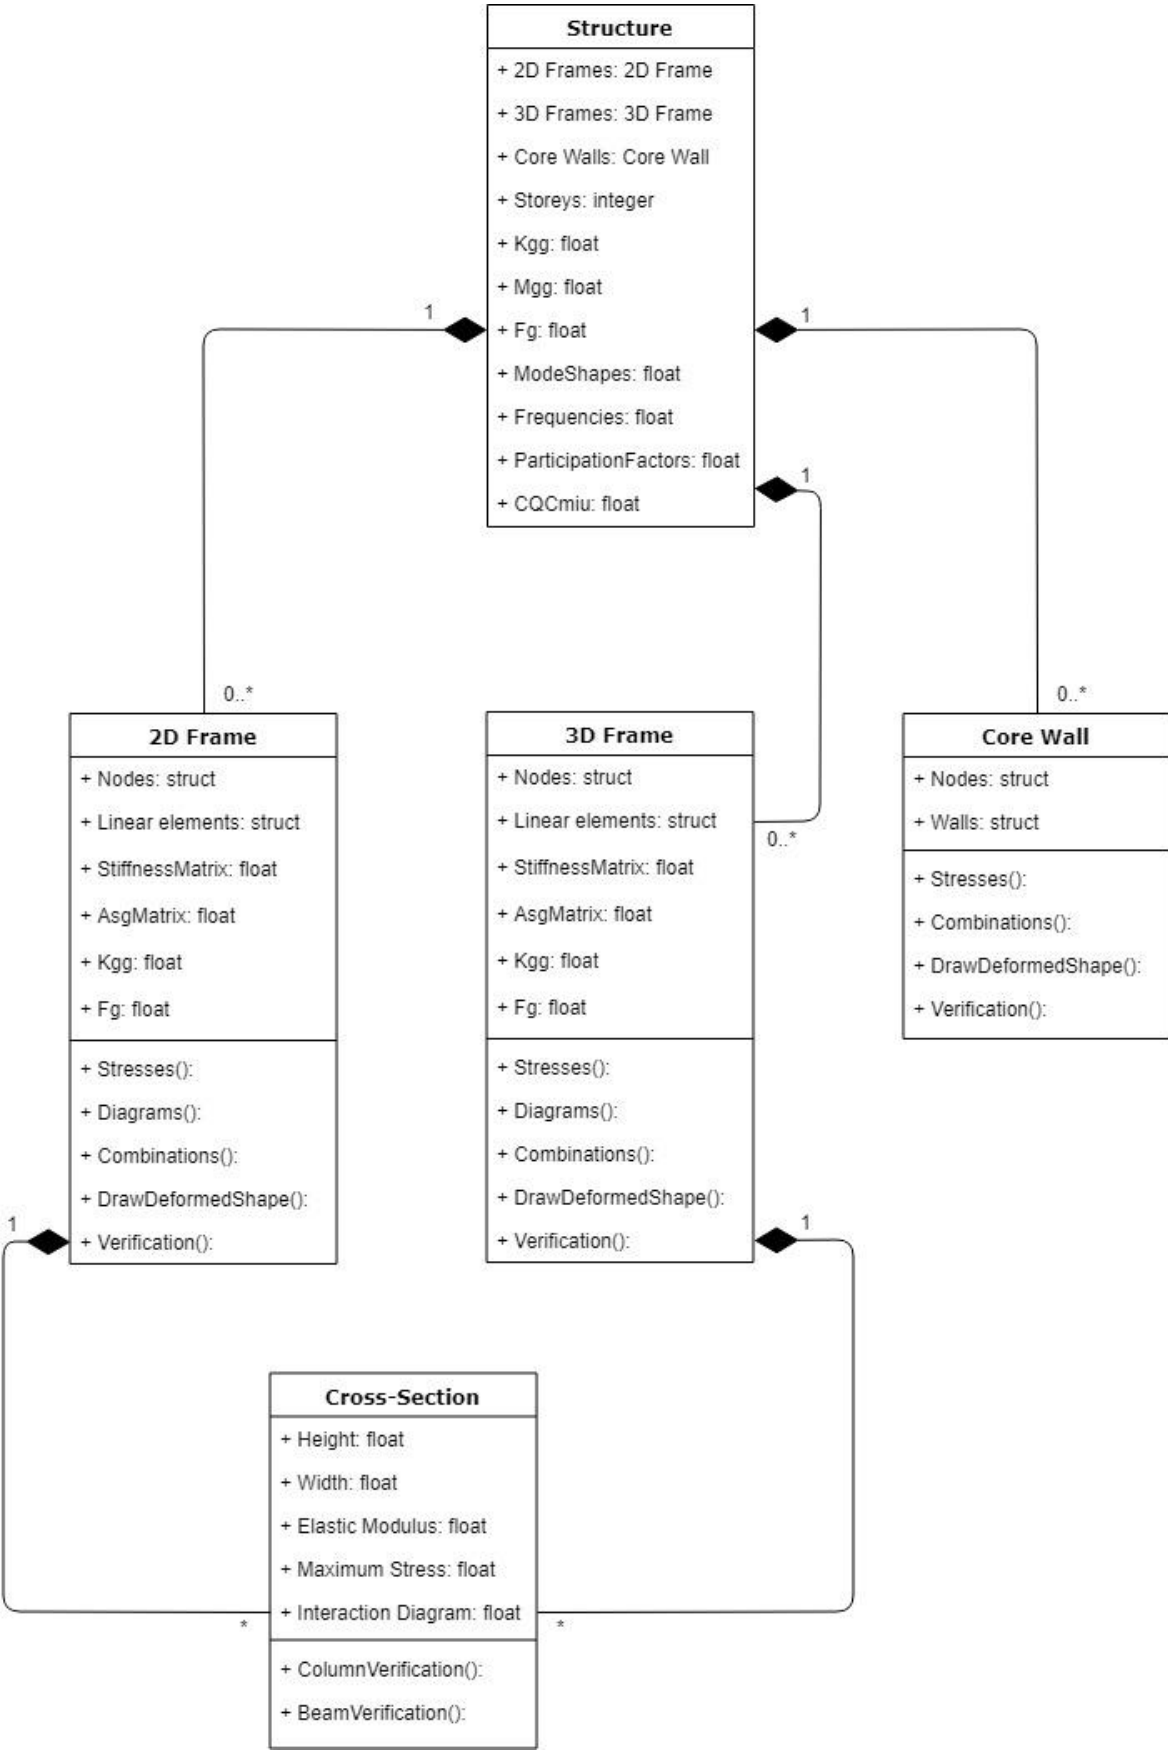 Structure
+ 2D Frames: 2D Frame
+ 3D Frames: 3D Frame
+ Core Walls: Core Wall
+ Storeys: integer
+ Kgg: float
+ Mgg: float
+ Fg: float
+ ModeShapes: float
+ Frequencies: float
+ ParticipationFactors: float
+ CQCmiu: float
1
1
1
0..*
0..*
0..*
2D Frame
+ Nodes: struct
+ Linear elements: struct
+ StiffnessMatrix: float
+ AsgMatrix: float
+ Kgg: float
+ Fg: float
+ Stresses():
+ Diagrams():
+ Combinations():
+ DrawDeformedShape():
+ Verification():
1
3D Frame
+ Nodes: struct
+ Linear elements: struct
+ StiffnessMatrix: float
+ AsgMatrix: float
+ Kgg: float
+ Fg: float
+ Stresses():
+ Diagrams():
+ Combinations():
+ DrawDeformedShape():
+ Verification():
1
Core Wall
+ Nodes: struct
+ Walls: struct
+ Stresses():
+ Combinations():
+ DrawDeformedShape():
+ Verification():
Cross-Section
+ Height: float
+ Width: float
+ Elastic Modulus: float
+ Maximum Stress: float
+ Interaction Diagram: float
+ ColumnVerification():
+ BeamVerification():
*
*